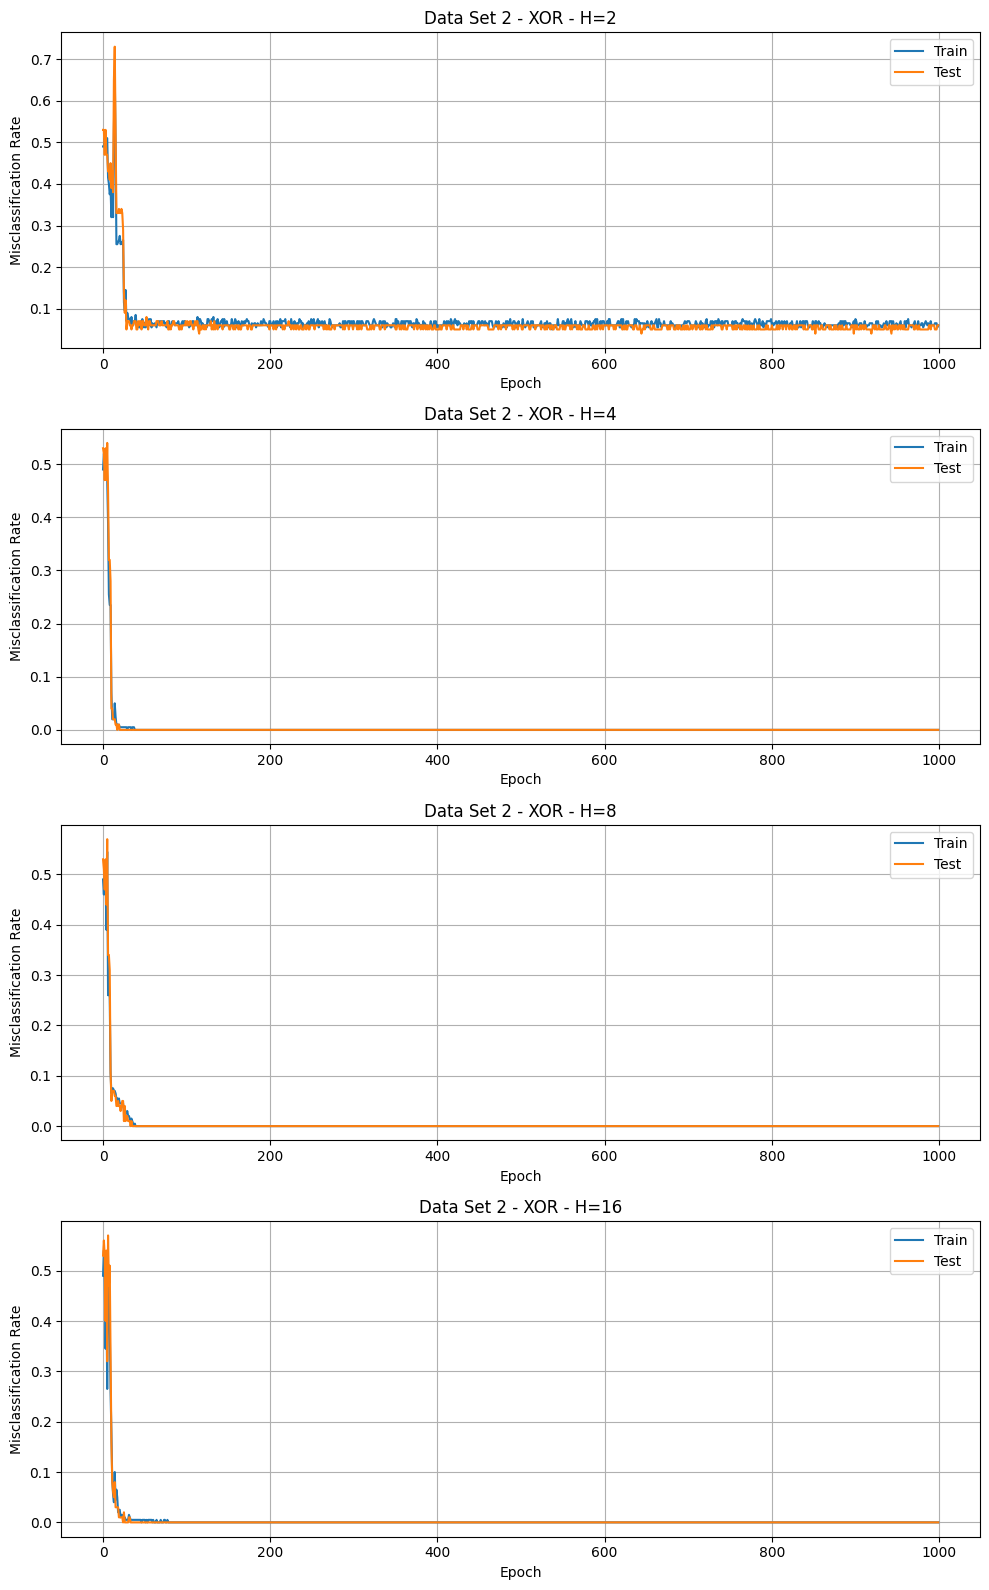 Data Set 2 - XOR - H=2
0.7
0.6
0.5
0.4
0.3
0.2
0.1
Misclassification Rate
Train
Test
0 200 400 600 800 1000
Epoch
Data Set 2 - XOR - H=4
0.5
0.4
0.3
0.2
0.1
0.0
Misclassification Rate
Train
Test
0 200 400 600 800 1000
Epoch
Data Set 2 - XOR - H=8
0.5
0.4
0.3
0.2
0.1
0.0
Misclassification Rate
Train
Test
0 200 400 600 800 1000
Epoch
Data Set 2 - XOR - H=16
0.5
0.4
0.3
0.2
0.1
0.0
Misclassification Rate
Train
Test
0 200 400 600 800 1000
Epoch